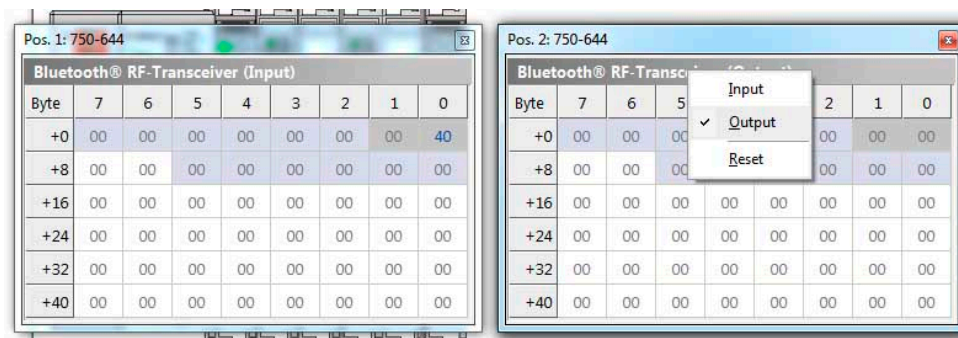 Pos. 1: 750-644
Bluetooth® RF-Transceiver (Input)
Byte 7 6 5 4 3 2 1 0
+0 00 00 00 00 00 00 00 40
+8 00 00 00 00 00 00 00 00
+16 00 00 00 00 00 00 00 00
+24 00 00 00 00 00 00 00 00
+32 00 00 00 00 00 00 00 00
+40 00 00 00 00 00 00 00 00
Pos. 2: 750-644
Bluetooth® RF-Transc
Byte 7 6 5 2 1 0
+0 00 00 00 00 00 00
+8 00 00 00 00 00 00
+16 00 00 00 00 00 00 00 00
+24 00 00 00 00 00 00 00 00
+32 00 00 00 00 00 00 00 00
+40 00 00 00 00 00 00 00 00
Input
✓ Output
Reset